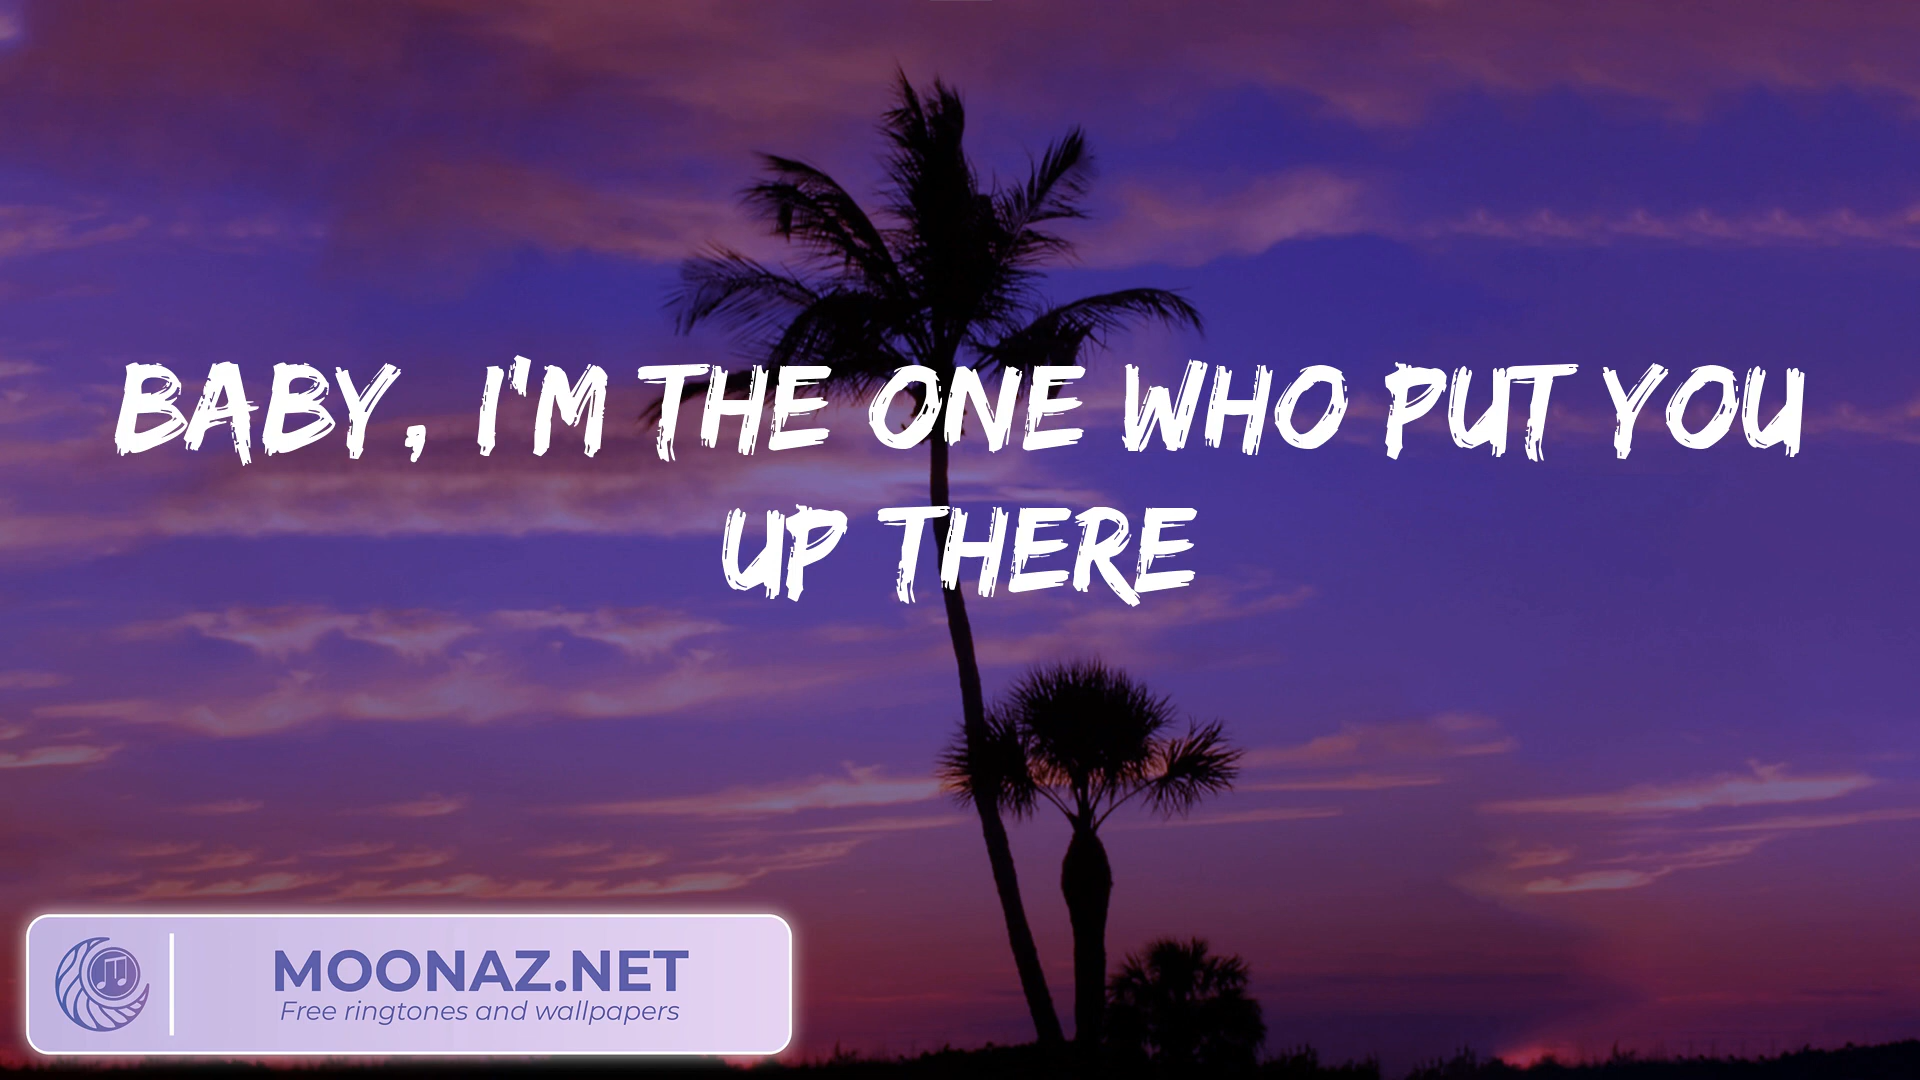 BABY, I'M THE ONE WHO PUT YOU
UP THERE
MOONAZ.NET
Free ringtones and wallpapers